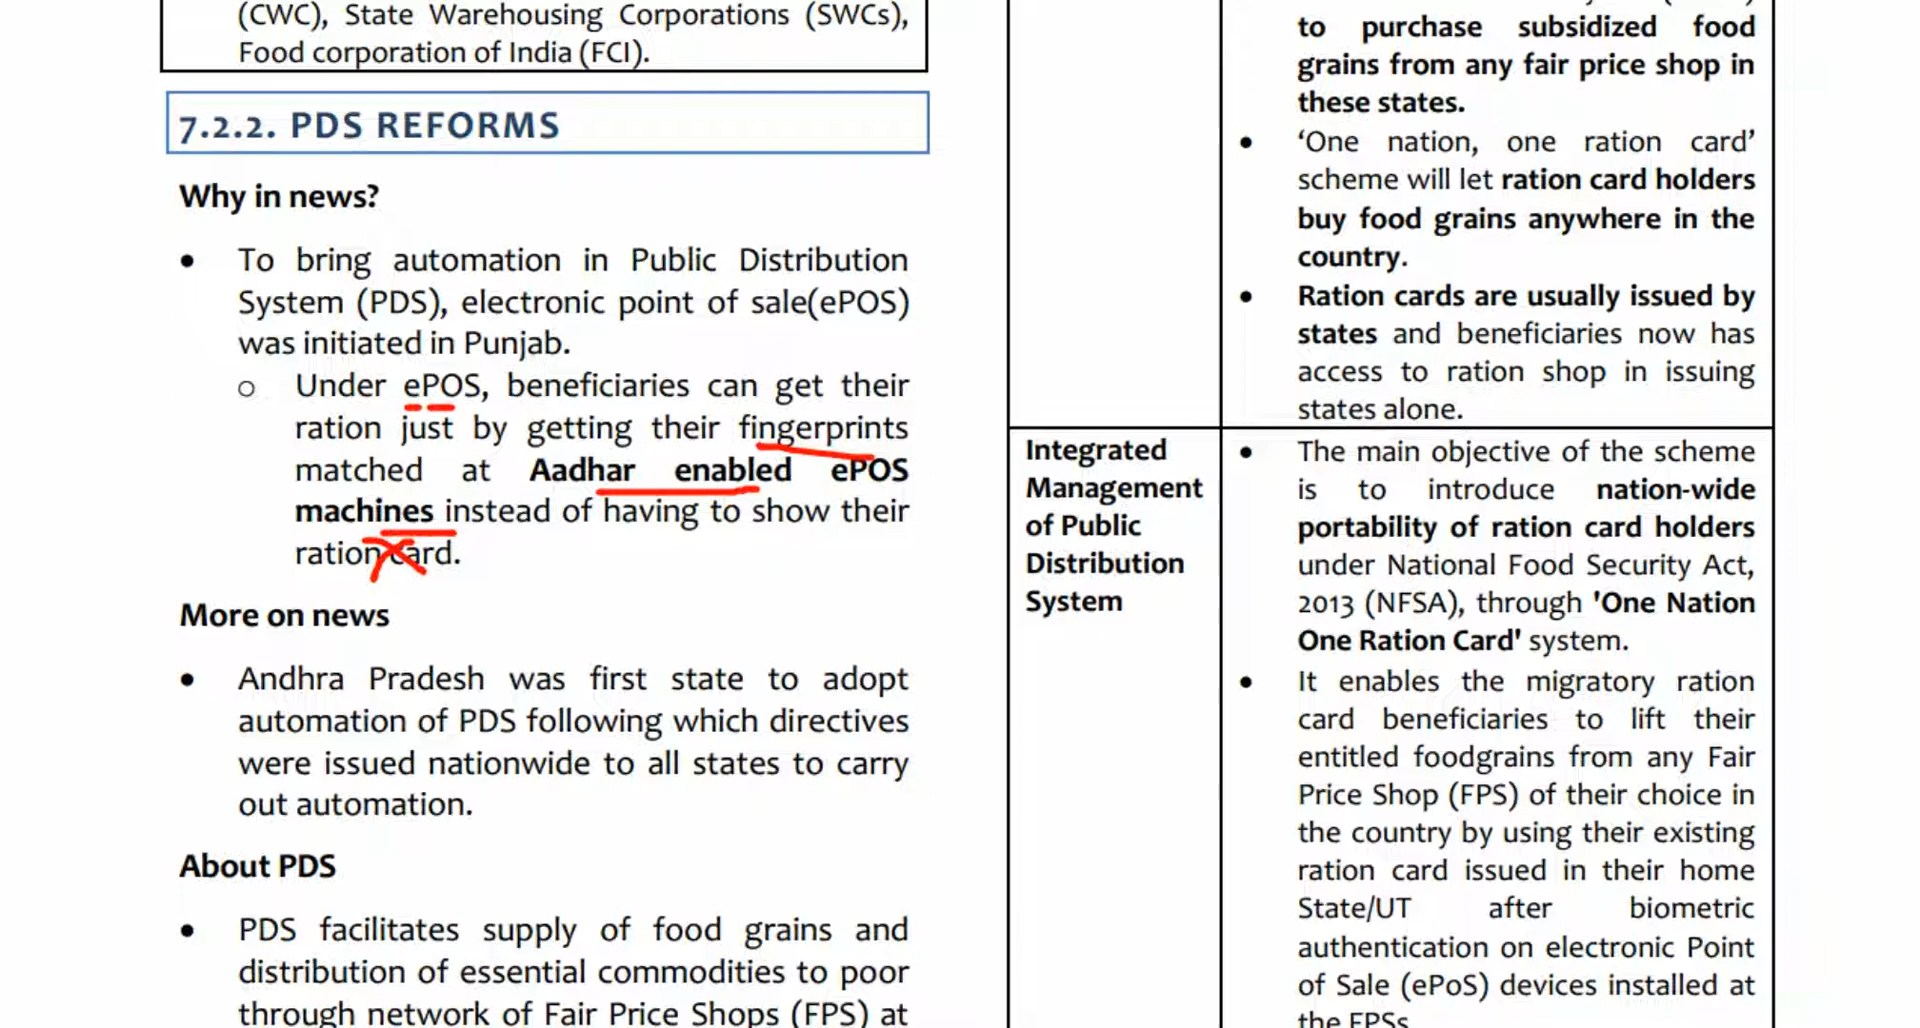 (CWC), State Warehousing Corporations (SWCs),
Food corporation of India (FCI).
7.2.2. PDS REFORMS
Why in news?
• To bring automation in Public Distribution
System (PDS), electronic point of sale(ePOS)
was initiated in Punjab.
o Under ePOS, beneficiaries can get their
ration just by getting their fingerprints
matched at Aadhar enabled ePOS
machines instead of having to show their
ration card.
More on news
• Andhra Pradesh was first state to adopt
automation of PDS following which directives
were issued nationwide to all states to carry
out automation.
About PDS
• PDS facilitates supply of food grains and
distribution of essential commodities to poor
through network of Fair Price Shops (FPS) at
to purchase subsidized food
grains from any fair price shop in
these states.
• ‘One nation, one ration card’
scheme will let ration card holders
buy food grains anywhere in the
country.
• Ration cards are usually issued by
states and beneficiaries now has
access to ration shop in issuing
states alone.
Integrated
Management
of Public
Distribution
System
• The main objective of the scheme
is to introduce nation-wide
portability of ration card holders
under National Food Security Act,
2013 (NFSA), through 'One Nation
One Ration Card' system.
• It enables the migratory ration
card beneficiaries to lift their
entitled foodgrains from any Fair
Price Shop (FPS) of their choice in
the country by using their existing
ration card issued in their home
State/UT after biometric
authentication on electronic Point
of Sale (ePoS) devices installed at
the FPSs.